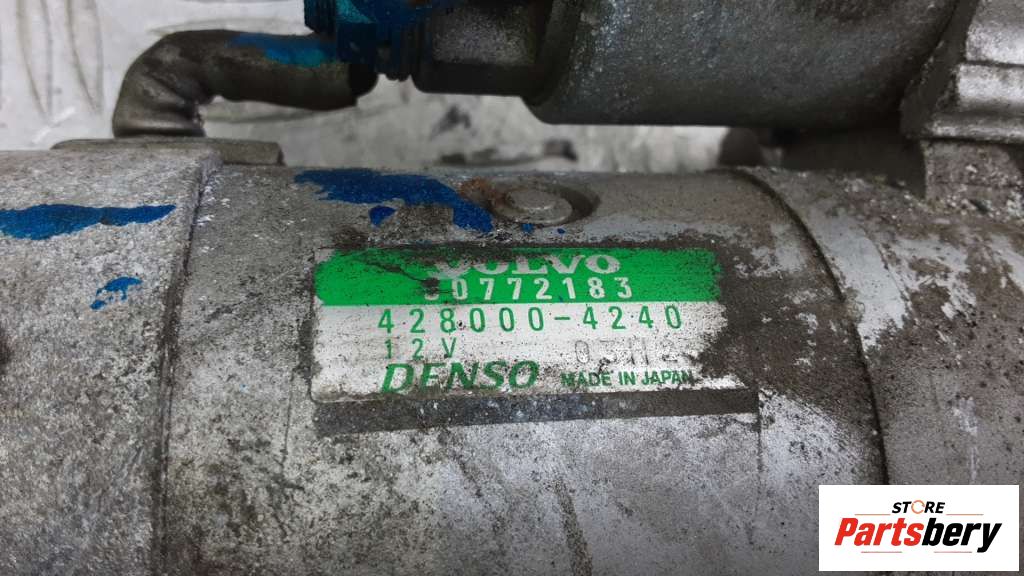 VOLVO
30772183
428000-4240
12V
DENSO MADE IN JAPAN
STORE
Partsbery